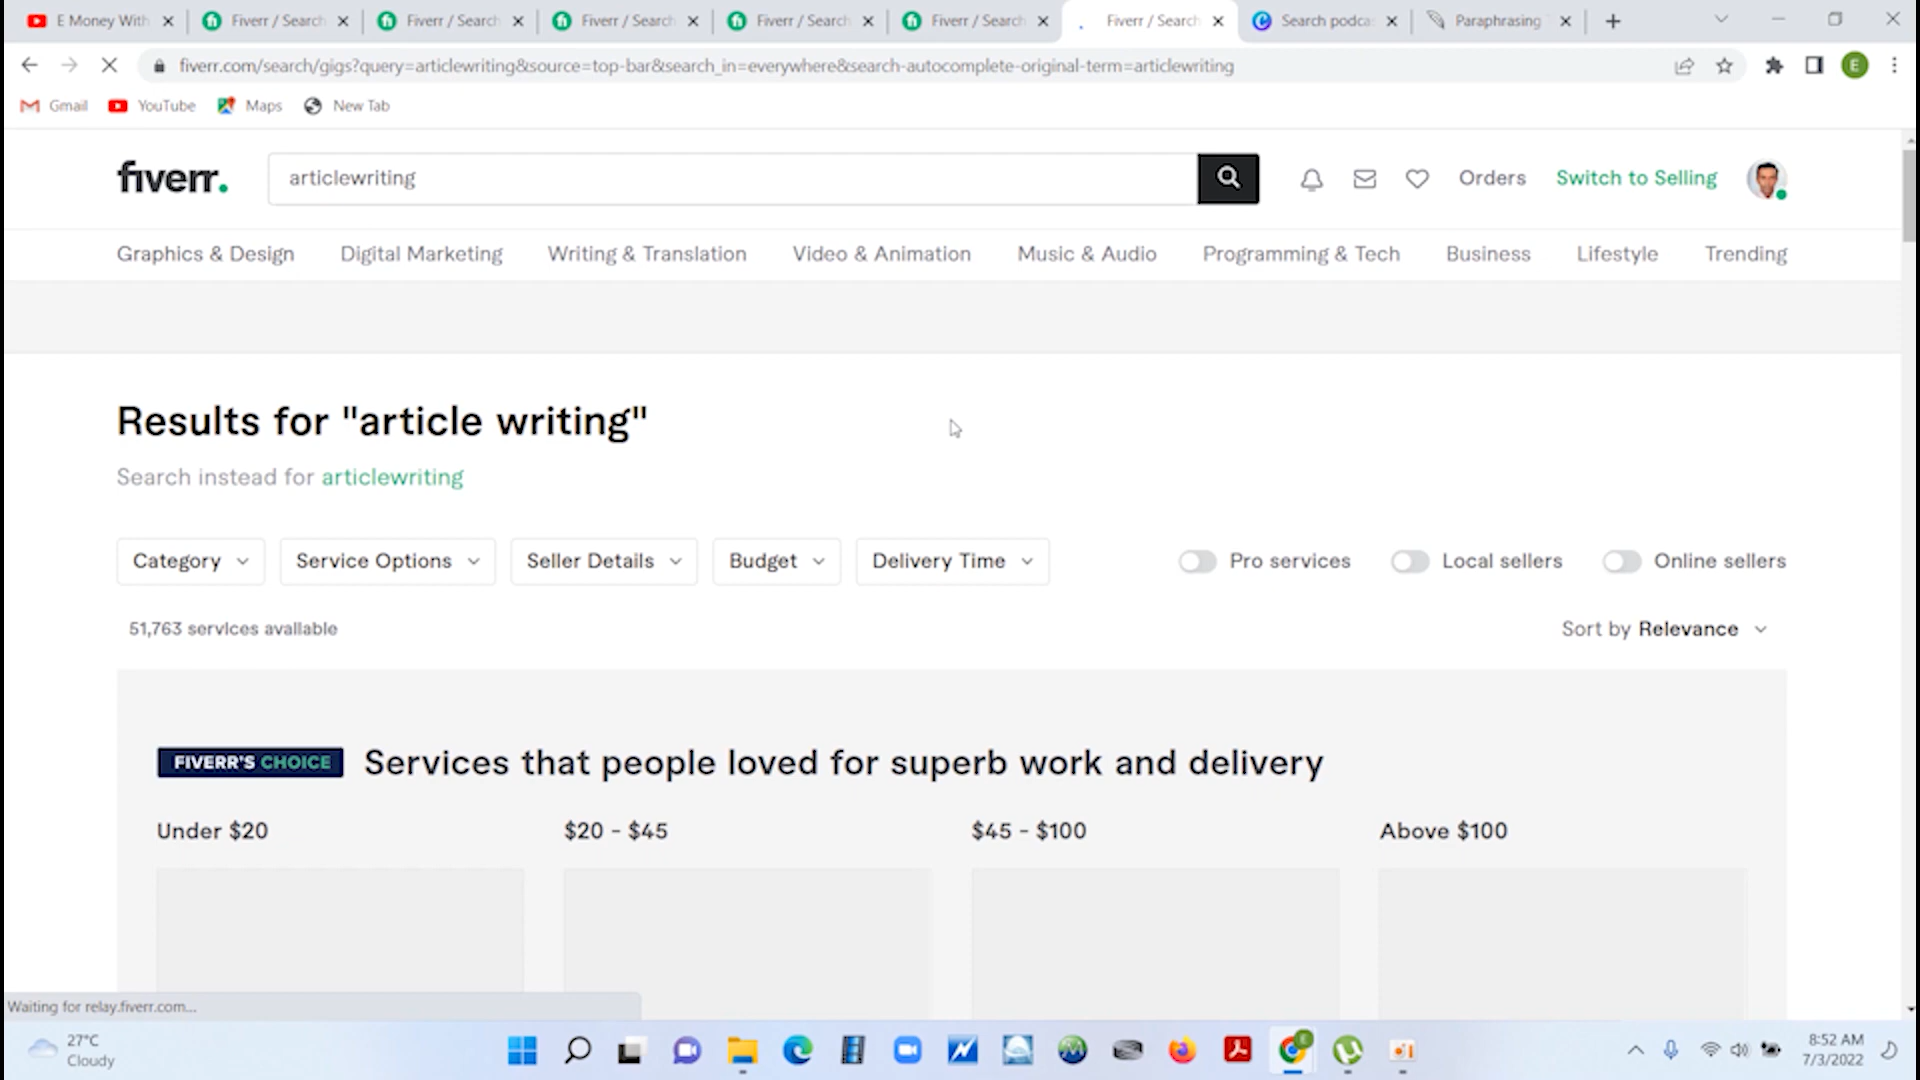 E Money With
Fiverr / Search
Fiverr / Search
Fiverr / Search
Fiverr / Search
Fiverr / Search
Fiverr / Search
Search podca
Paraphrasing
fiverr.com/search/gigs?query=articlewriting&source=top-bar&search_in=everywhere&search-autocomplete-original-term=articlewriting
E
Gmail
YouTube
Maps
New Tab
fiverr.
articlewriting
Orders
Switch to Selling
Graphics & Design
Digital Marketing
Writing & Translation
Video & Animation
Music & Audio
Programming & Tech
Business
Lifestyle
Trending
Results for "article writing"
Search instead for articlewriting
Category
Service Options
Seller Details
Budget
Delivery Time
Pro services
Local sellers
Online sellers
51,763 services available
Sort by Relevance
FIVERR'S CHOICE
Services that people loved for superb work and delivery
Under $20
$20 - $45
$45 - $100
Above $100
Waiting for relay.fiverr.com...
27°C
Cloudy
8:52 AM
7/3/2022